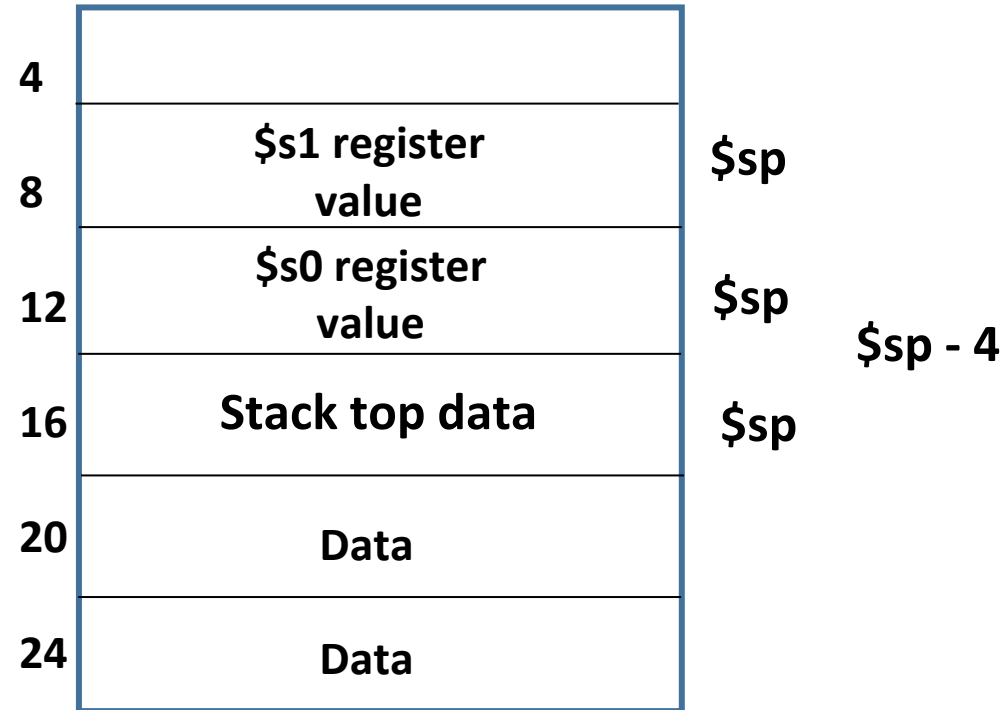 4
$s1 register
value
$sp
8
$s0 register
value
$sp
12
$sp - 4
Stack top data
$sp
16
20
Data
24
Data